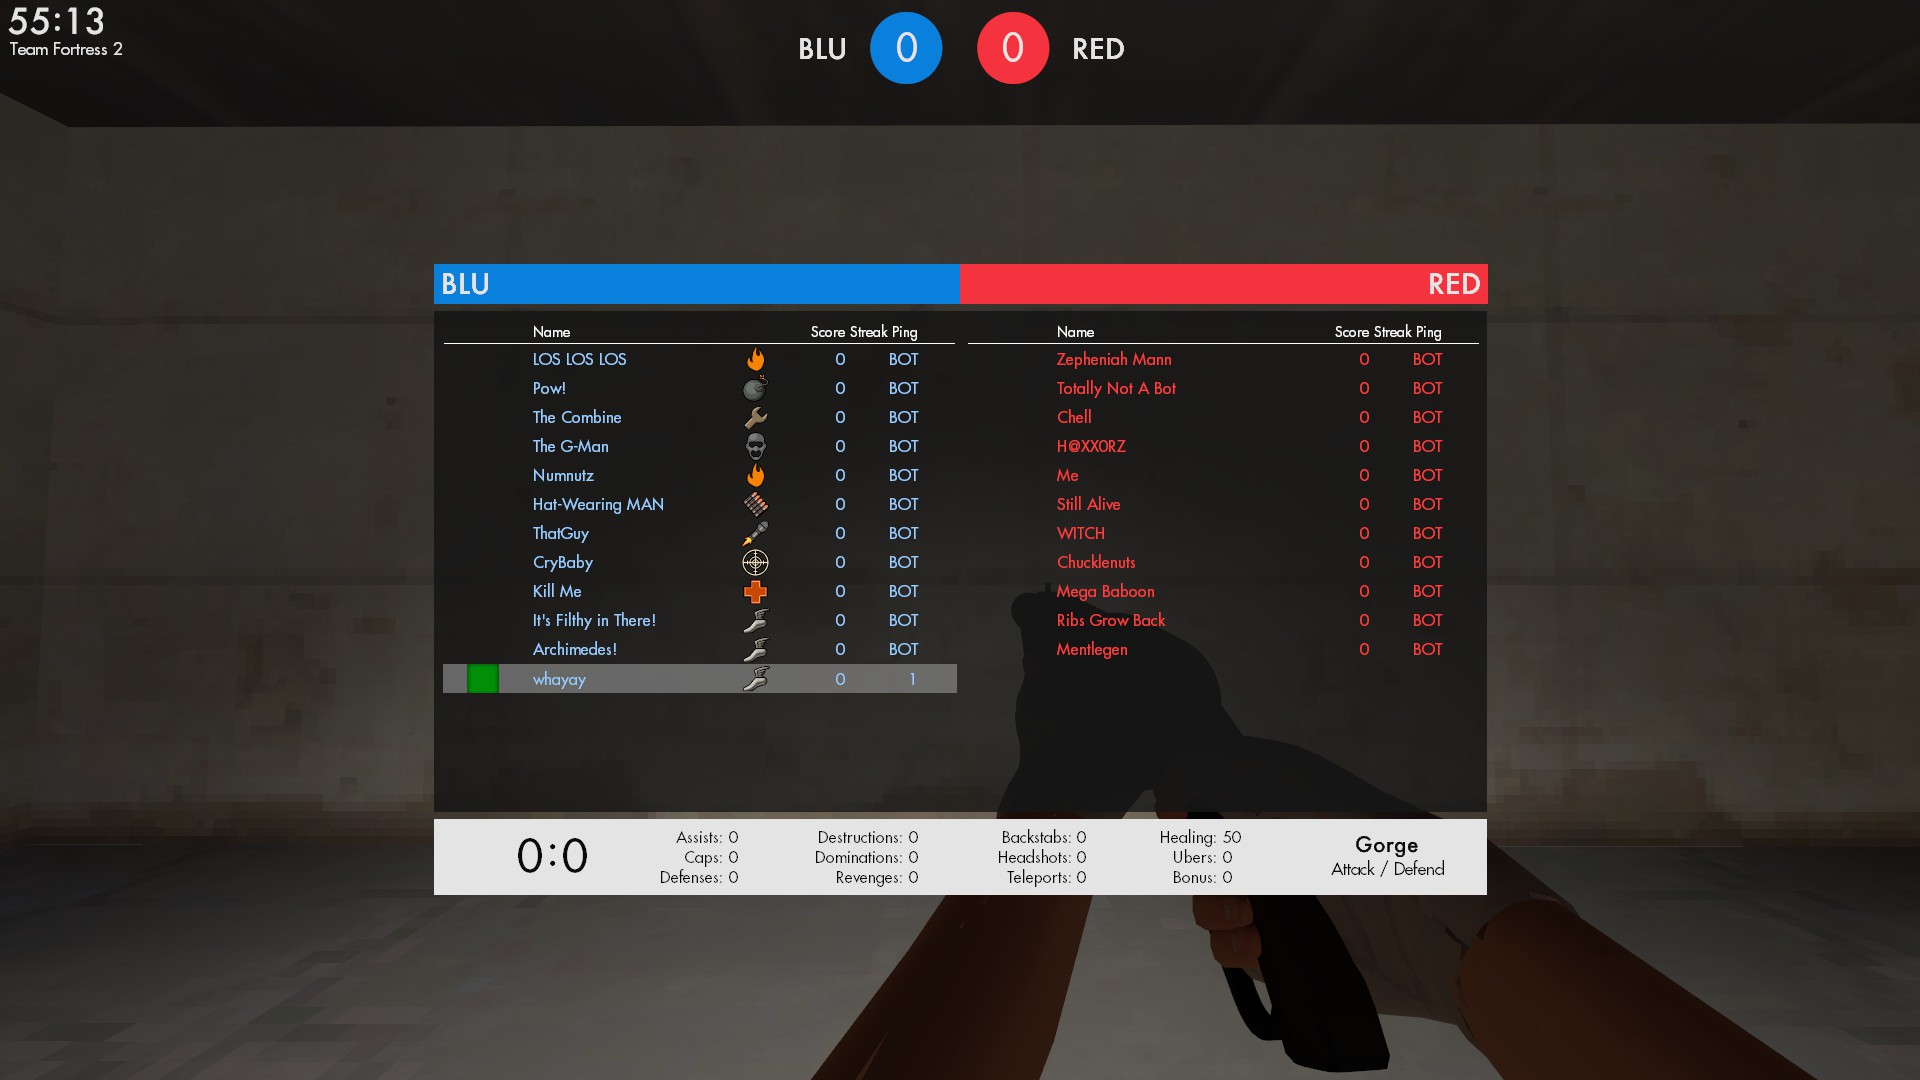 55:13
Team Fortress 2
BLU 0 0 RED
BLU RED
Name Score Streak Ping
LOS LOS LOS 0 BOT
Pow! 0 BOT
The Combine 0 BOT
The G-Man 0 BOT
Numnutz 0 BOT
Hat-Wearing MAN 0 BOT
ThatGuy 0 BOT
CryBaby 0 BOT
Kill Me 0 BOT
It's Filthy in There! 0 BOT
Archimedes! 0 BOT
whayay 0 1
Name Score Streak Ping
Zepheniah Mann 0 BOT
Totally Not A Bot 0 BOT
Chell 0 BOT
H@XX0RZ 0 BOT
Me 0 BOT
Still Alive 0 BOT
WITCH 0 BOT
Chucklenuts 0 BOT
Mega Baboon 0 BOT
Ribs Grow Back 0 BOT
Mentlegen 0 BOT
0:0
Assists: 0
Caps: 0
Defenses: 0
Destructions: 0
Dominations: 0
Revenges: 0
Backstabs: 0
Headshots: 0
Teleports: 0
Healing: 50
Ubers: 0
Bonus: 0
Gorge
Attack / Defend